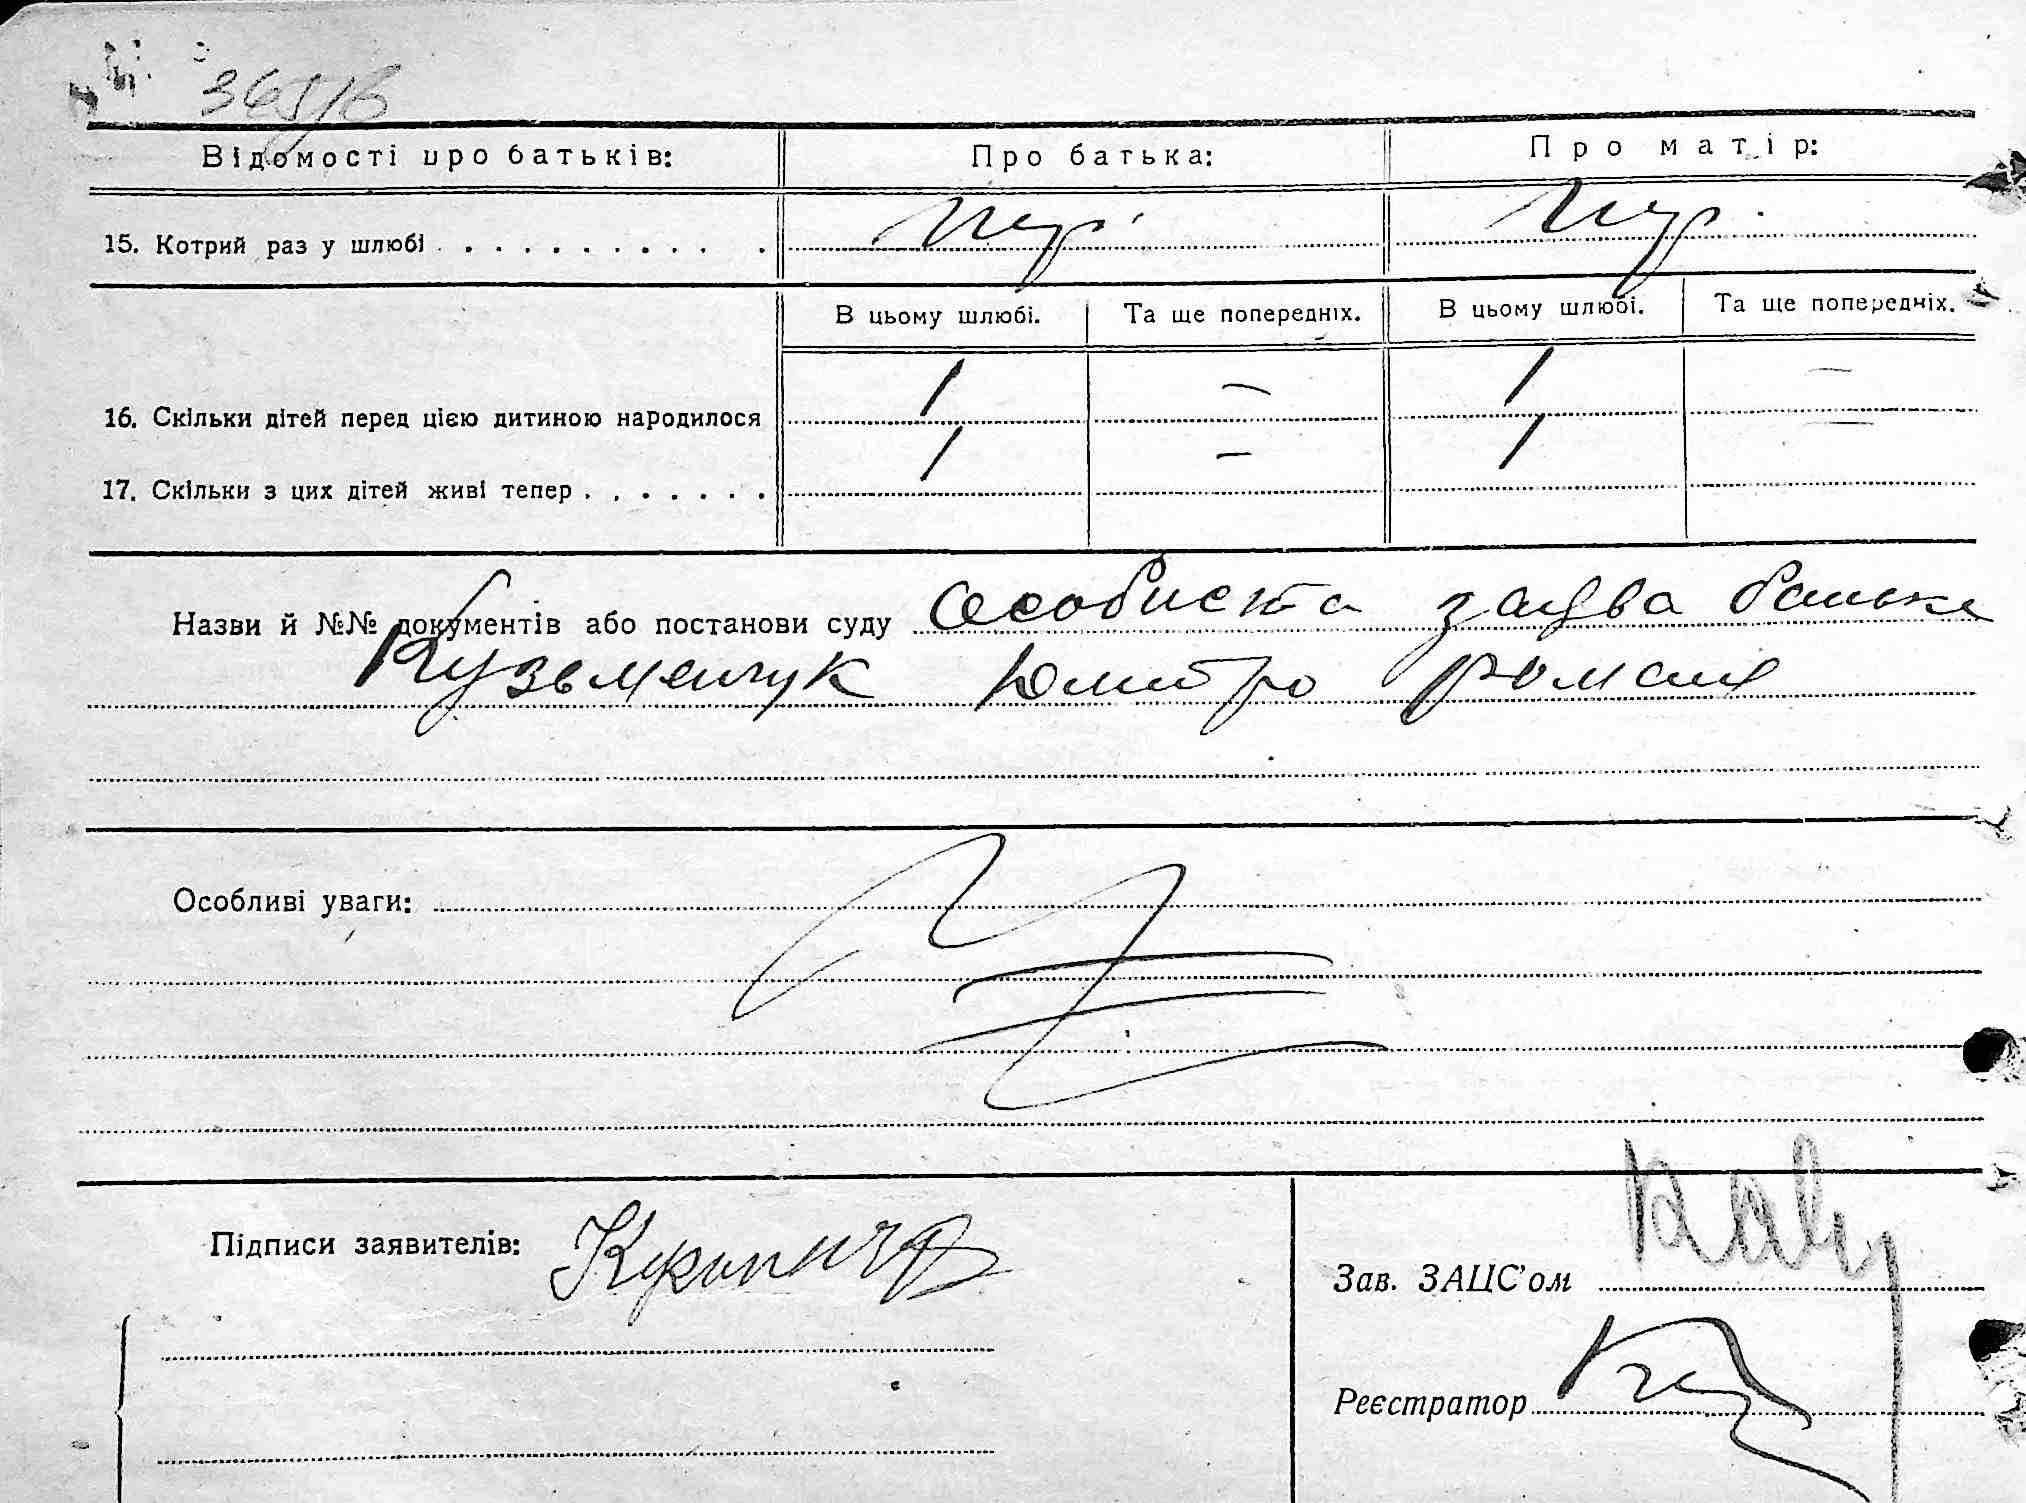 365/в
Відомості про батьків: Про батька: Про матір:
15. Котрий раз у шлюбі . . . . . . . . . . . пер. пер.
В цьому шлюбі. Та ще попередніх. В цьому шлюбі. Та ще попередніх.
16. Скільки дітей перед цією дитиною народилося 1 — 1 —
17. Скільки з цих дітей живі тепер . . . . . . . 1 — 1 —
Назви й №№ документів або постанови суду Особиста заява батька
Кузьменчук Дмитро Роман
Особливі уваги:
Підписи заявителів:
Зав. ЗАЦС'ом
Реєстратор